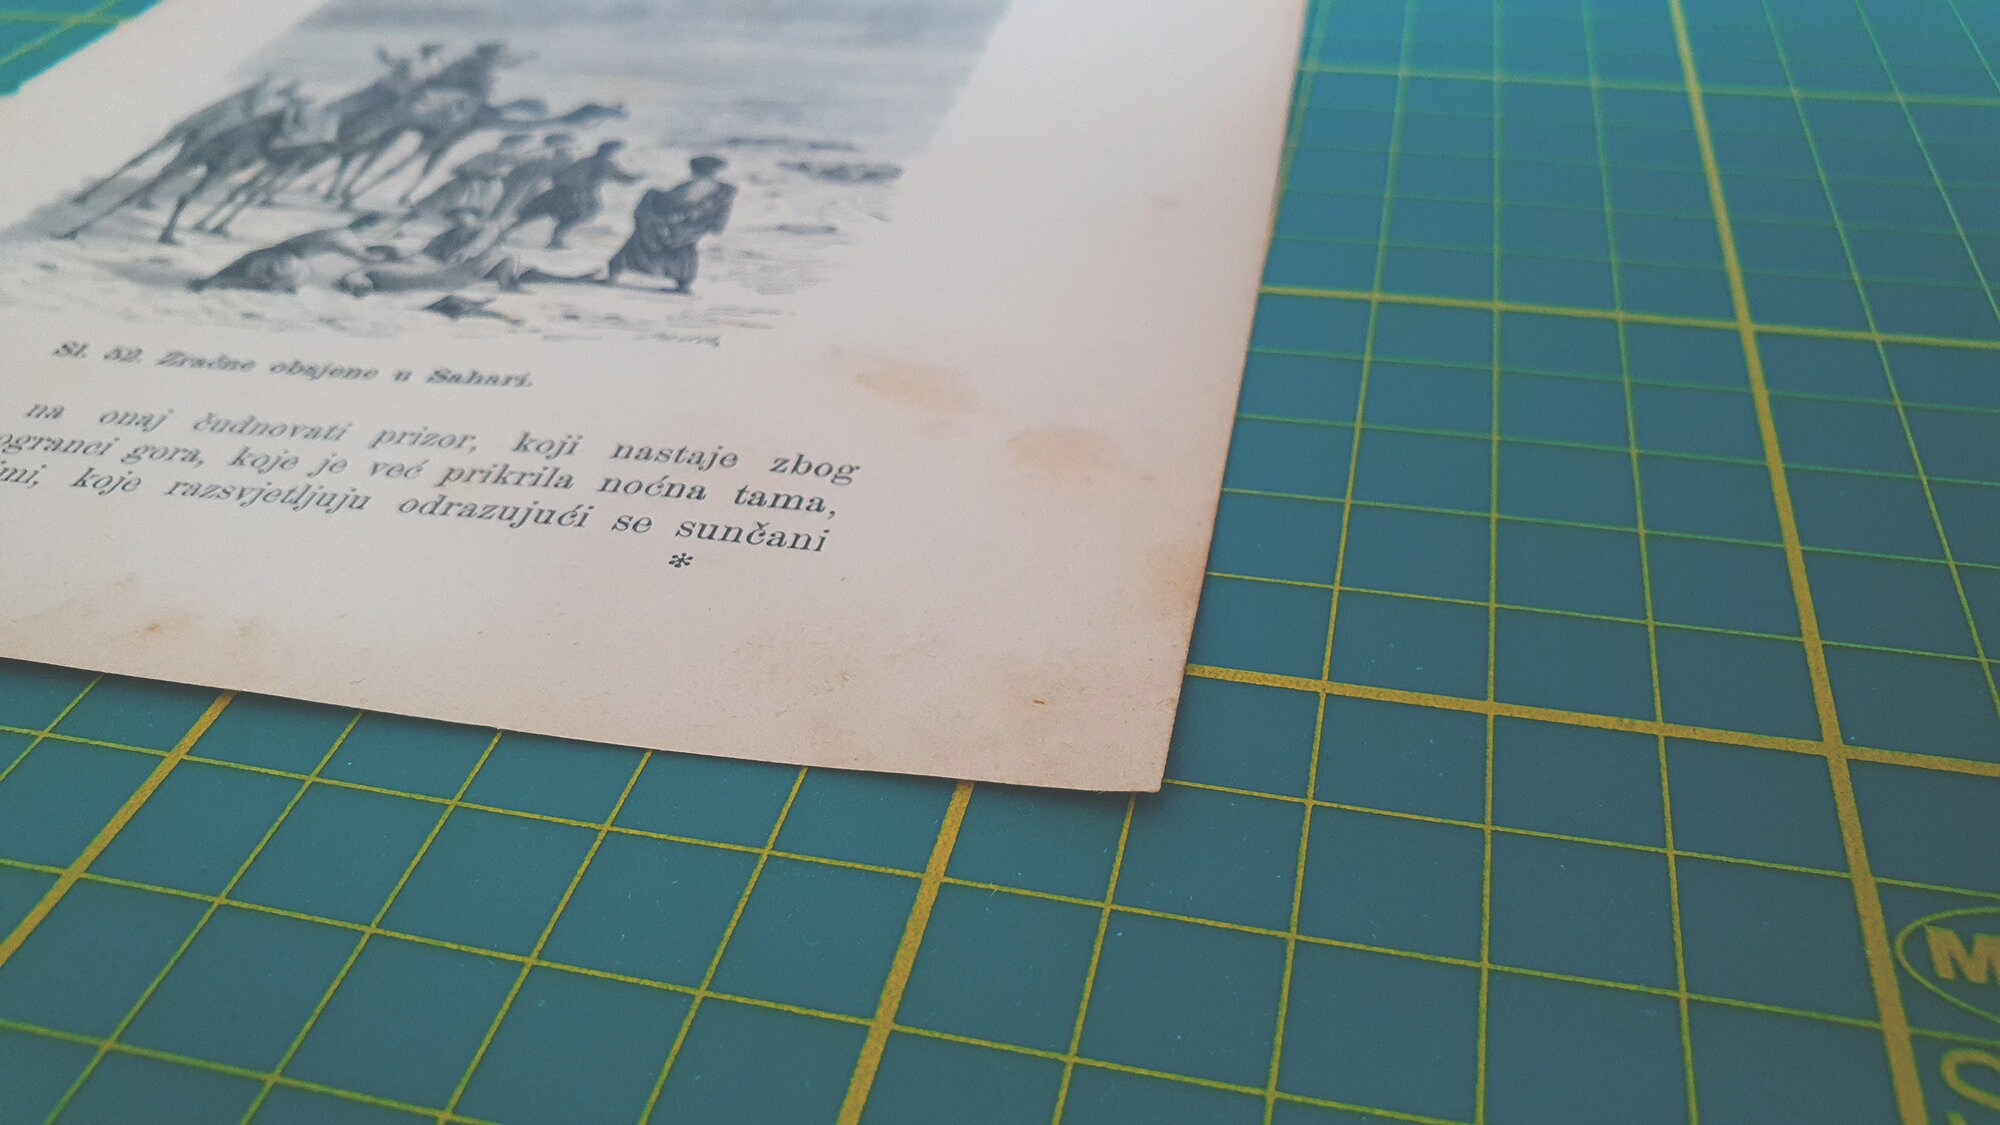 Sl. 52. Zračne obsjene u Sahari.
na onaj čudnovati prizor, koji nastaje zbog
ogranci gora, koje je već prikrila noćna tama,
imi, koje razsvjetljuju odrazujući se sunčani
*
M